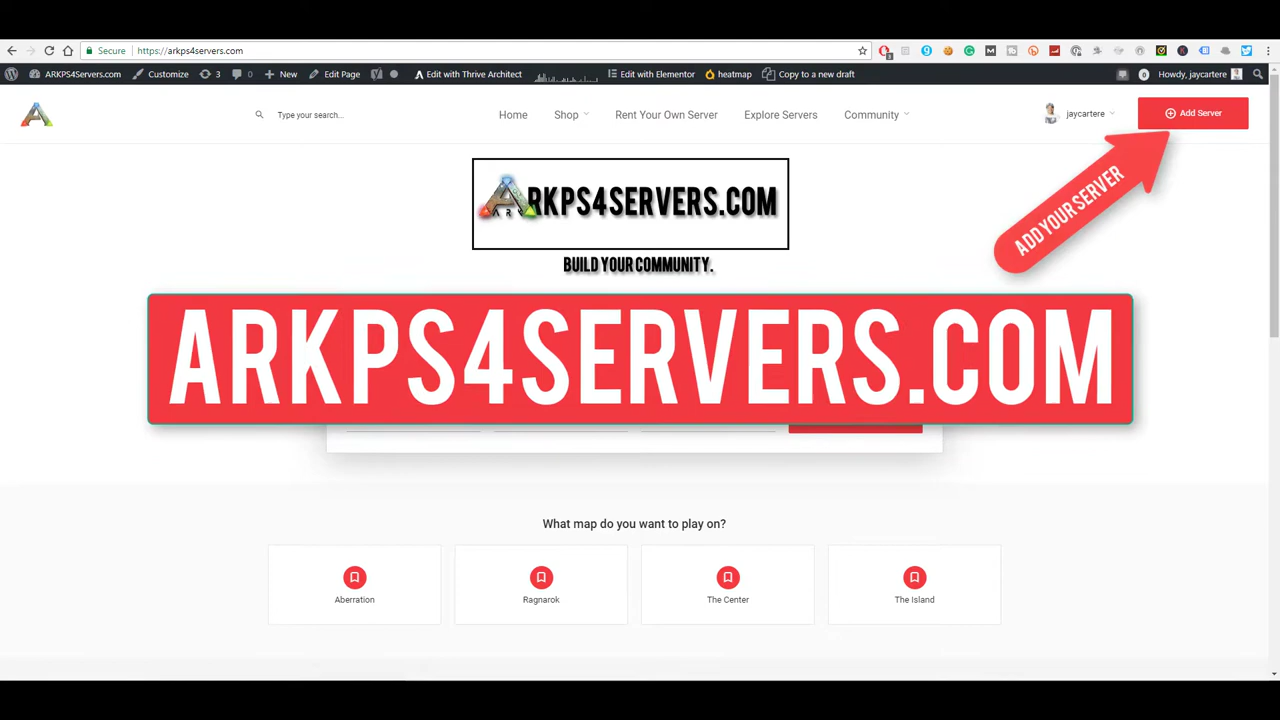 Secure
https://arkps4servers.com
2
ARKPS4Servers.com
Customize
3
0
New
Edit Page
Edit with Thrive Architect
Edit with Elementor
heatmap
Copy to a new draft
0
Howdy, jaycartere
Type your search...
Home
Shop
Rent Your Own Server
Explore Servers
Community
jaycartere
Add Server
ADD YOUR SERVER
ARKPS4SERVERS.COM
ARK
BUILD YOUR COMMUNITY.
ARKPS4SERVERS.COM
What map do you want to play on?
Aberration
Ragnarok
The Center
The Island